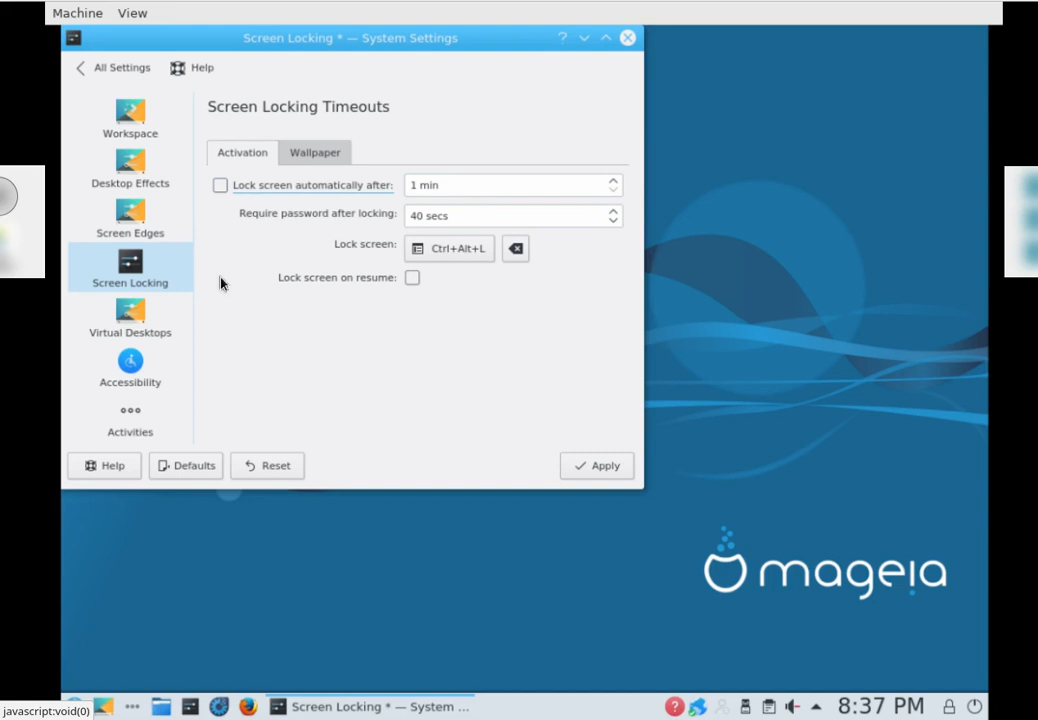 Machine View
Screen Locking * — System Settings
All Settings Help
Screen Locking Timeouts
Workspace
Activation Wallpaper
Desktop Effects
Lock screen automatically after: 1 min
Require password after locking: 40 secs
Screen Edges
Lock screen: Ctrl+Alt+L
Lock screen on resume:
Screen Locking
Virtual Desktops
Accessibility
Activities
Help Defaults Reset Apply
mageia
Screen Locking * — System ...
8:37 PM
javascript:void(0)